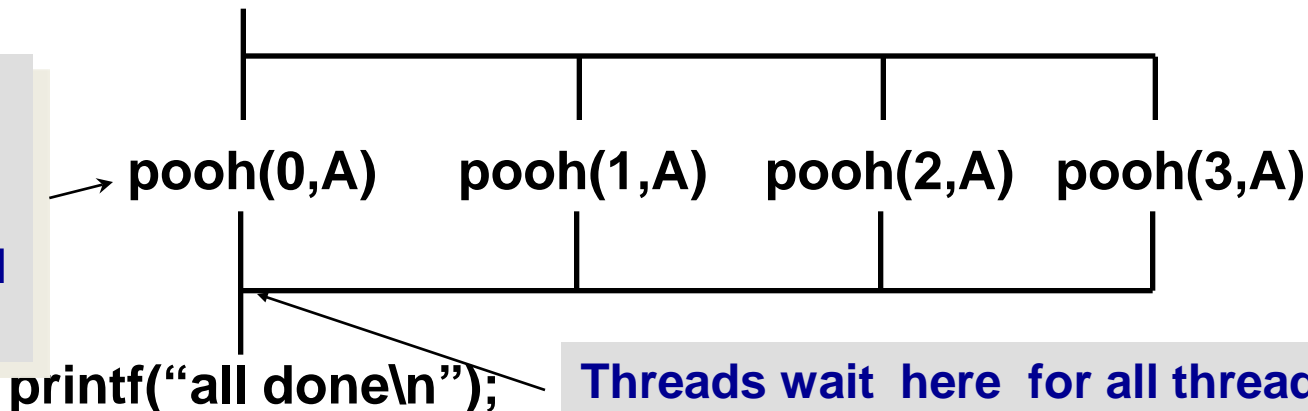 pooh(0,A) pooh(1,A) pooh(2,A) pooh(3,A)
printf(“all done\n”);
Threads wait here for all